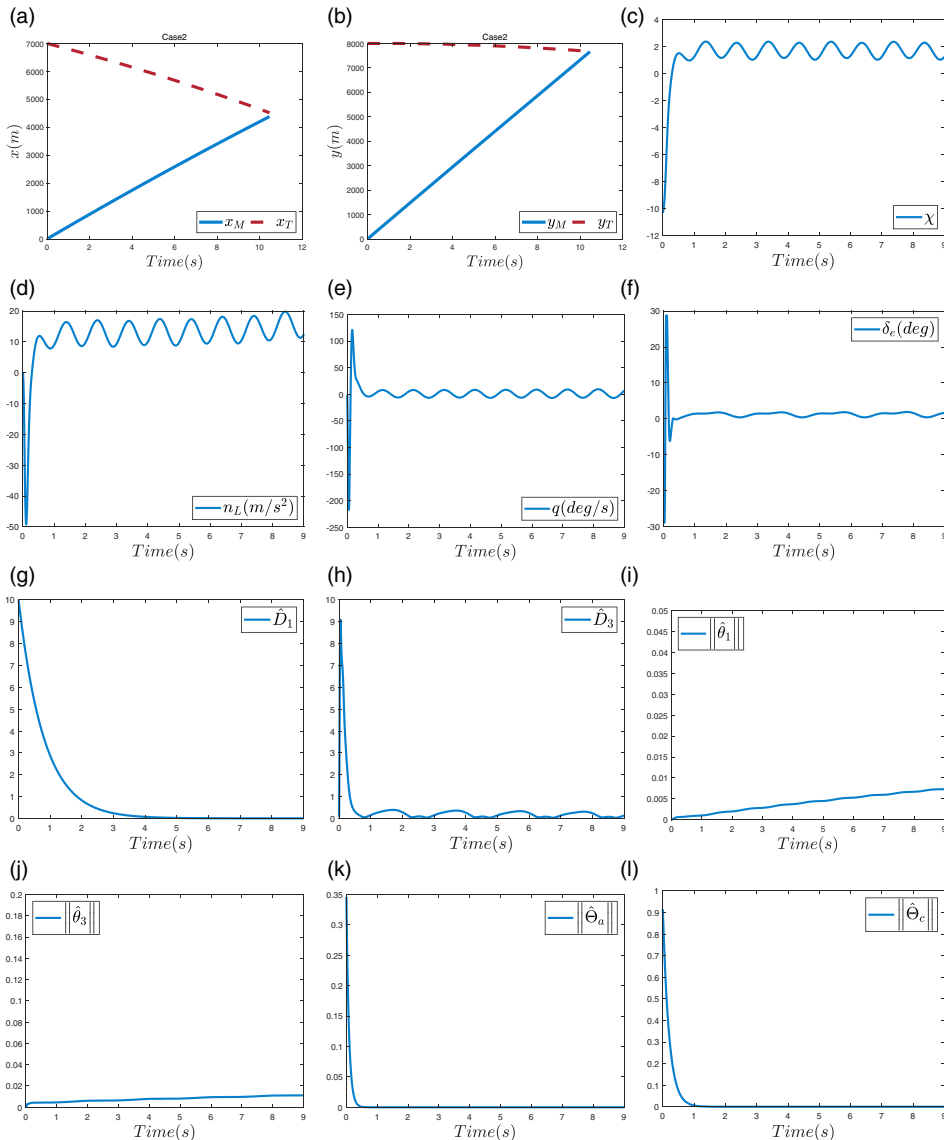 (a)
Case2
7000
6000
5000
4000
3000
2000
1000
0
x(m)
x_M x_T
0 2 4 6 8 10 12
Time(s)
(b)
Case2
8000
7000
6000
5000
4000
3000
2000
1000
0
y(m)
y_M y_T
0 2 4 6 8 10 12
Time(s)
(c)
4
2
0
-2
-4
-6
-8
-10
-12
χ
0 1 2 3 4 5 6 7 8 9
Time(s)
(d)
20
10
0
-10
-20
-30
-40
-50
n_L(m/s²)
0 1 2 3 4 5 6 7 8 9
Time(s)
(e)
150
100
50
0
-50
-100
-150
-200
-250
q(deg/s)
0 1 2 3 4 5 6 7 8 9
Time(s)
(f)
30
20
10
0
-10
-20
-30
δ_e(deg)
0 1 2 3 4 5 6 7 8 9
Time(s)
(g)
10
9
8
7
6
5
4
3
2
1
0
D̂_1
0 1 2 3 4 5 6 7 8 9
Time(s)
(h)
10
9
8
7
6
5
4
3
2
1
0
D̂_3
0 1 2 3 4 5 6 7 8 9
Time(s)
(i)
0.05
0.045
0.04
0.035
0.03
0.025
0.02
0.015
0.01
0.005
0
||θ̂_1||
0 1 2 3 4 5 6 7 8 9
Time(s)
(j)
0.2
0.18
0.16
0.14
0.12
0.1
0.08
0.06
0.04
0.02
0
||θ̂_3||
0 1 2 3 4 5 6 7 8 9
Time(s)
(k)
0.35
0.3
0.25
0.2
0.15
0.1
0.05
0
||Θ̂_a||
0 1 2 3 4 5 6 7 8 9
Time(s)
(l)
1
0.9
0.8
0.7
0.6
0.5
0.4
0.3
0.2
0.1
0
||Θ̂_c||
0 1 2 3 4 5 6 7 8 9
Time(s)